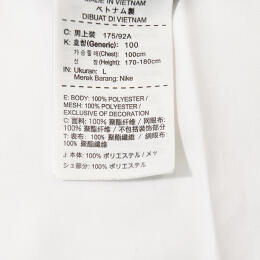 MADE IN VIETNAM
ベトナム製
DIBUAT DI VIETNAM
C: 男上装 175/92A
K: 호칭(Generic): 100
가슴둘레(Chest): 100cm
신 장(Height): 170-180cm
IN: Ukuran: L
Merek Barang: Nike
E: BODY: 100% POLYESTER /
MESH: 100% POLYESTER /
EXCLUSIVE OF DECORATION
C: 面料: 100% 聚酯纤维 / 网眼布:
100% 聚酯纤维 / 不包括装饰部分
T: 表布: 100% 聚酯纖維 / 網眼布
: 100% 聚酯纖維
J: 本体: 100% ポリエステル / メッ
シュ部分: 100% ポリエステル